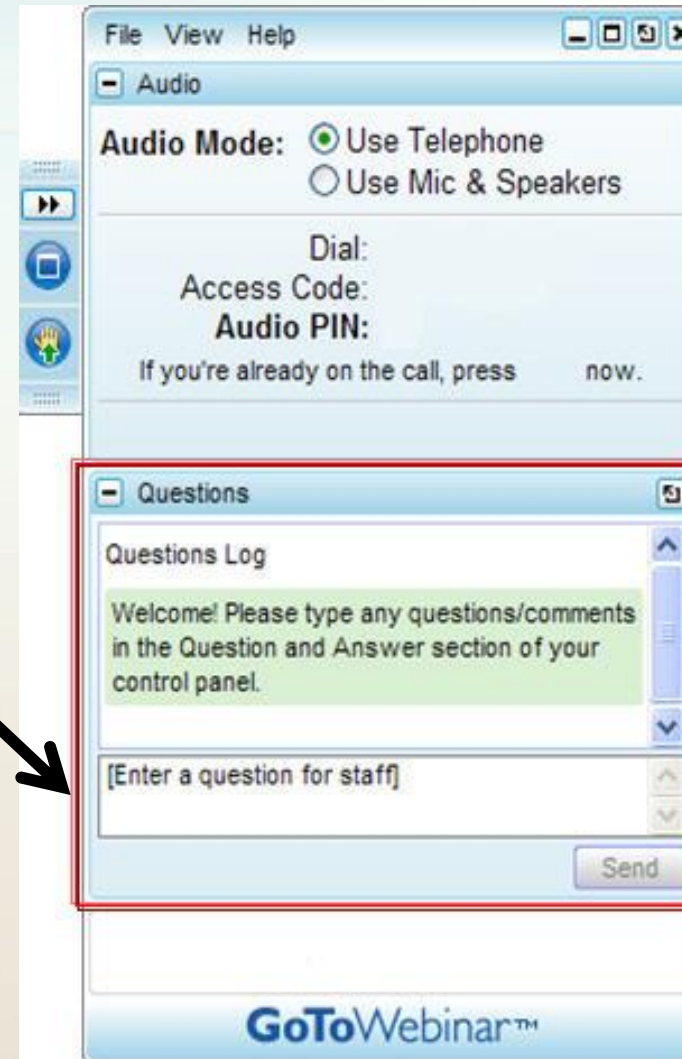 File View Help
Audio
Audio Mode: Use Telephone
Use Mic & Speakers
Dial:
Access Code:
Audio PIN:
If you're already on the call, press now.
Questions
Questions Log
Welcome! Please type any questions/comments
in the Question and Answer section of your
control panel.
[Enter a question for staff]
Send
GoToWebinar™